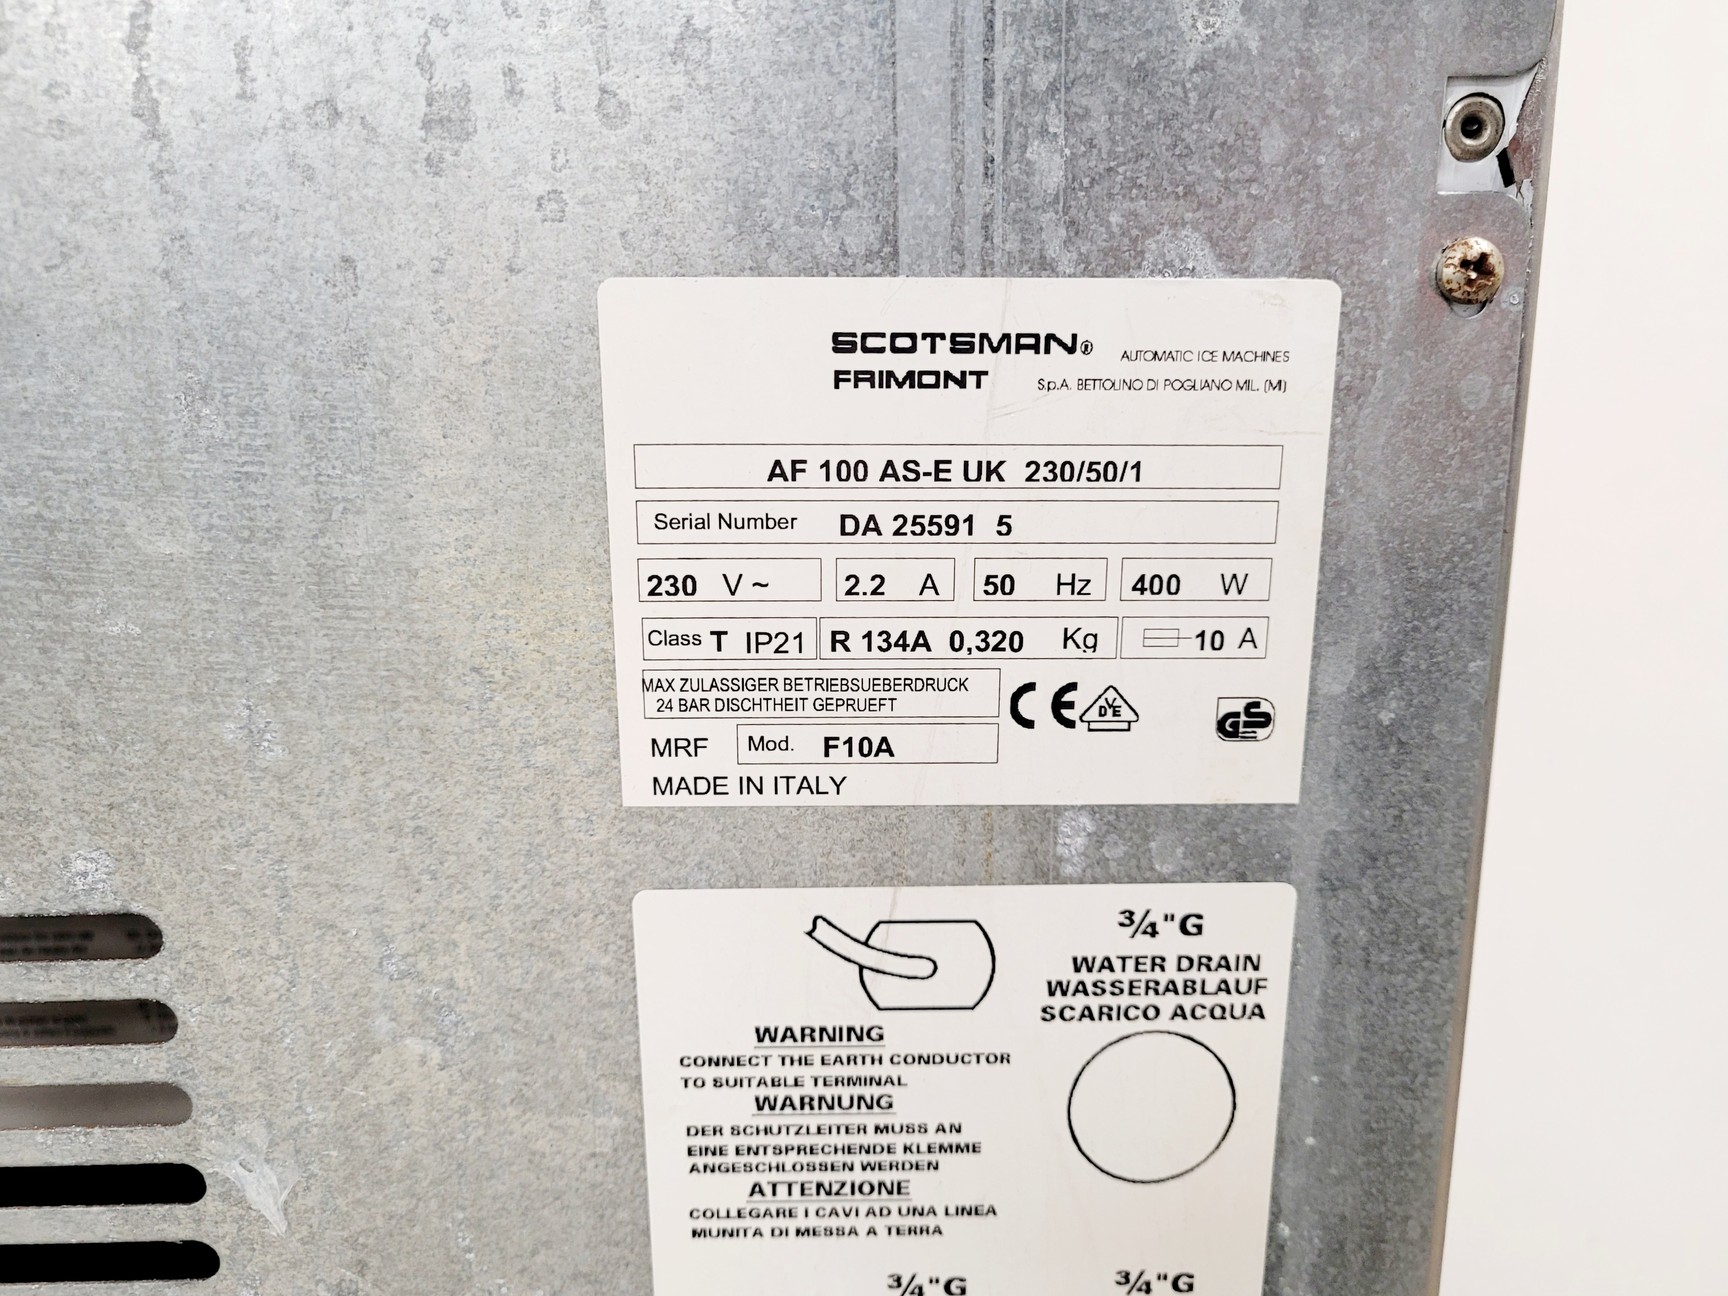 SCOTSMAN® AUTOMATIC ICE MACHINES
FRIMONT S.p.A. BETTOLINO DI POGLIANO MIL. (MI)
AF 100 AS-E UK 230/50/1
Serial Number DA 25591 5
230 V ~ 2.2 A 50 Hz 400 W
Class T IP21 R 134A 0,320 Kg 10 A
MAX ZULASSIGER BETRIEBSUEBERDRUCK
24 BAR DISCHTHEIT GEPRUEFT
CE VDE GS
MRF Mod. F10A
MADE IN ITALY
3/4"G
WATER DRAIN
WASSERABLAUF
SCARICO ACQUA
WARNING
CONNECT THE EARTH CONDUCTOR
TO SUITABLE TERMINAL
WARNUNG
DER SCHUTZLEITER MUSS AN
EINE ENTSPRECHENDE KLEMME
ANGESCHLOSSEN WERDEN
ATTENZIONE
COLLEGARE I CAVI AD UNA LINEA
MUNITA DI MESSA A TERRA
3/4"G 3/4"G